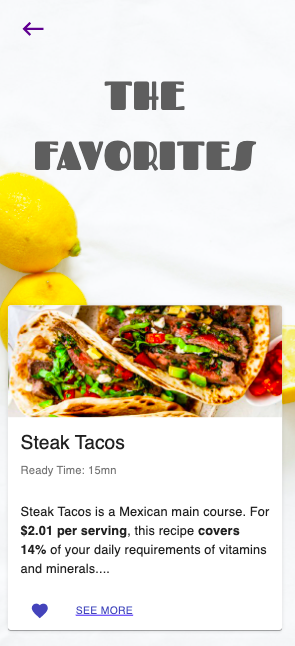 THE
FAVORITES
Steak Tacos
Ready Time: 15mn
Steak Tacos is a Mexican main course. For
$2.01 per serving, this recipe covers
14% of your daily requirements of vitamins
and minerals....
SEE MORE